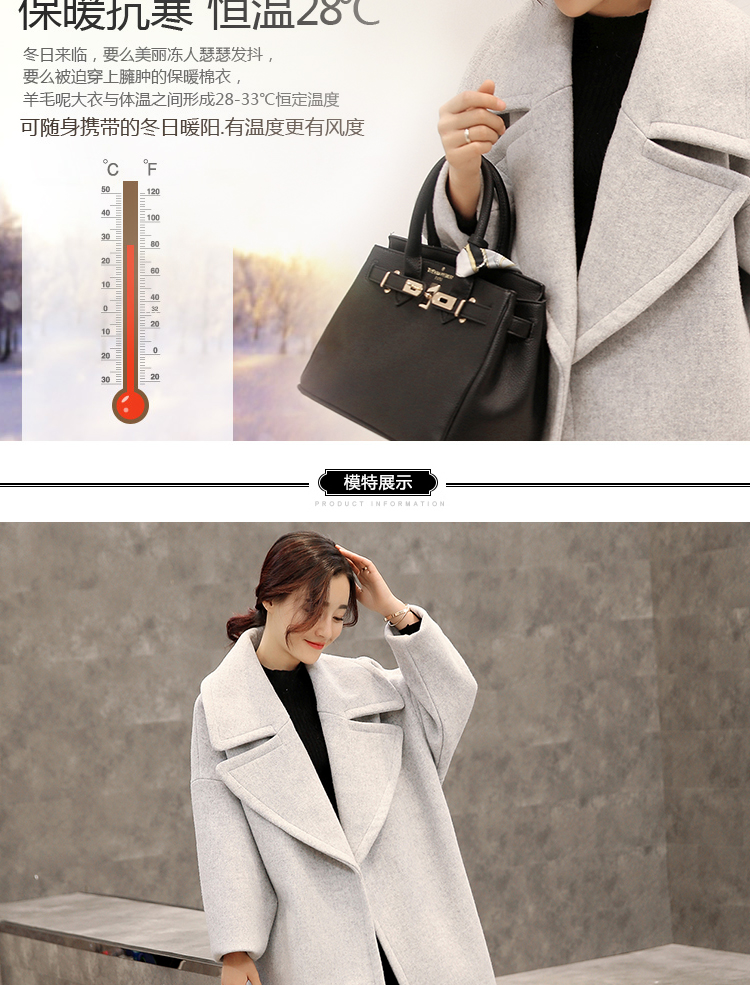 保暖抗寒 恒温28℃
冬日来临，要么美丽冻人瑟瑟发抖，
要么被迫穿上臃肿的保暖棉衣，
羊毛呢大衣与体温之间形成28-33℃恒定温度
可随身携带的冬日暖阳.有温度更有风度
°C °F
50 120
40 100
30 80
20 60
10 40
0 32
10 20
20 0
30 20
模特展示
PRODUCT INFORMATION